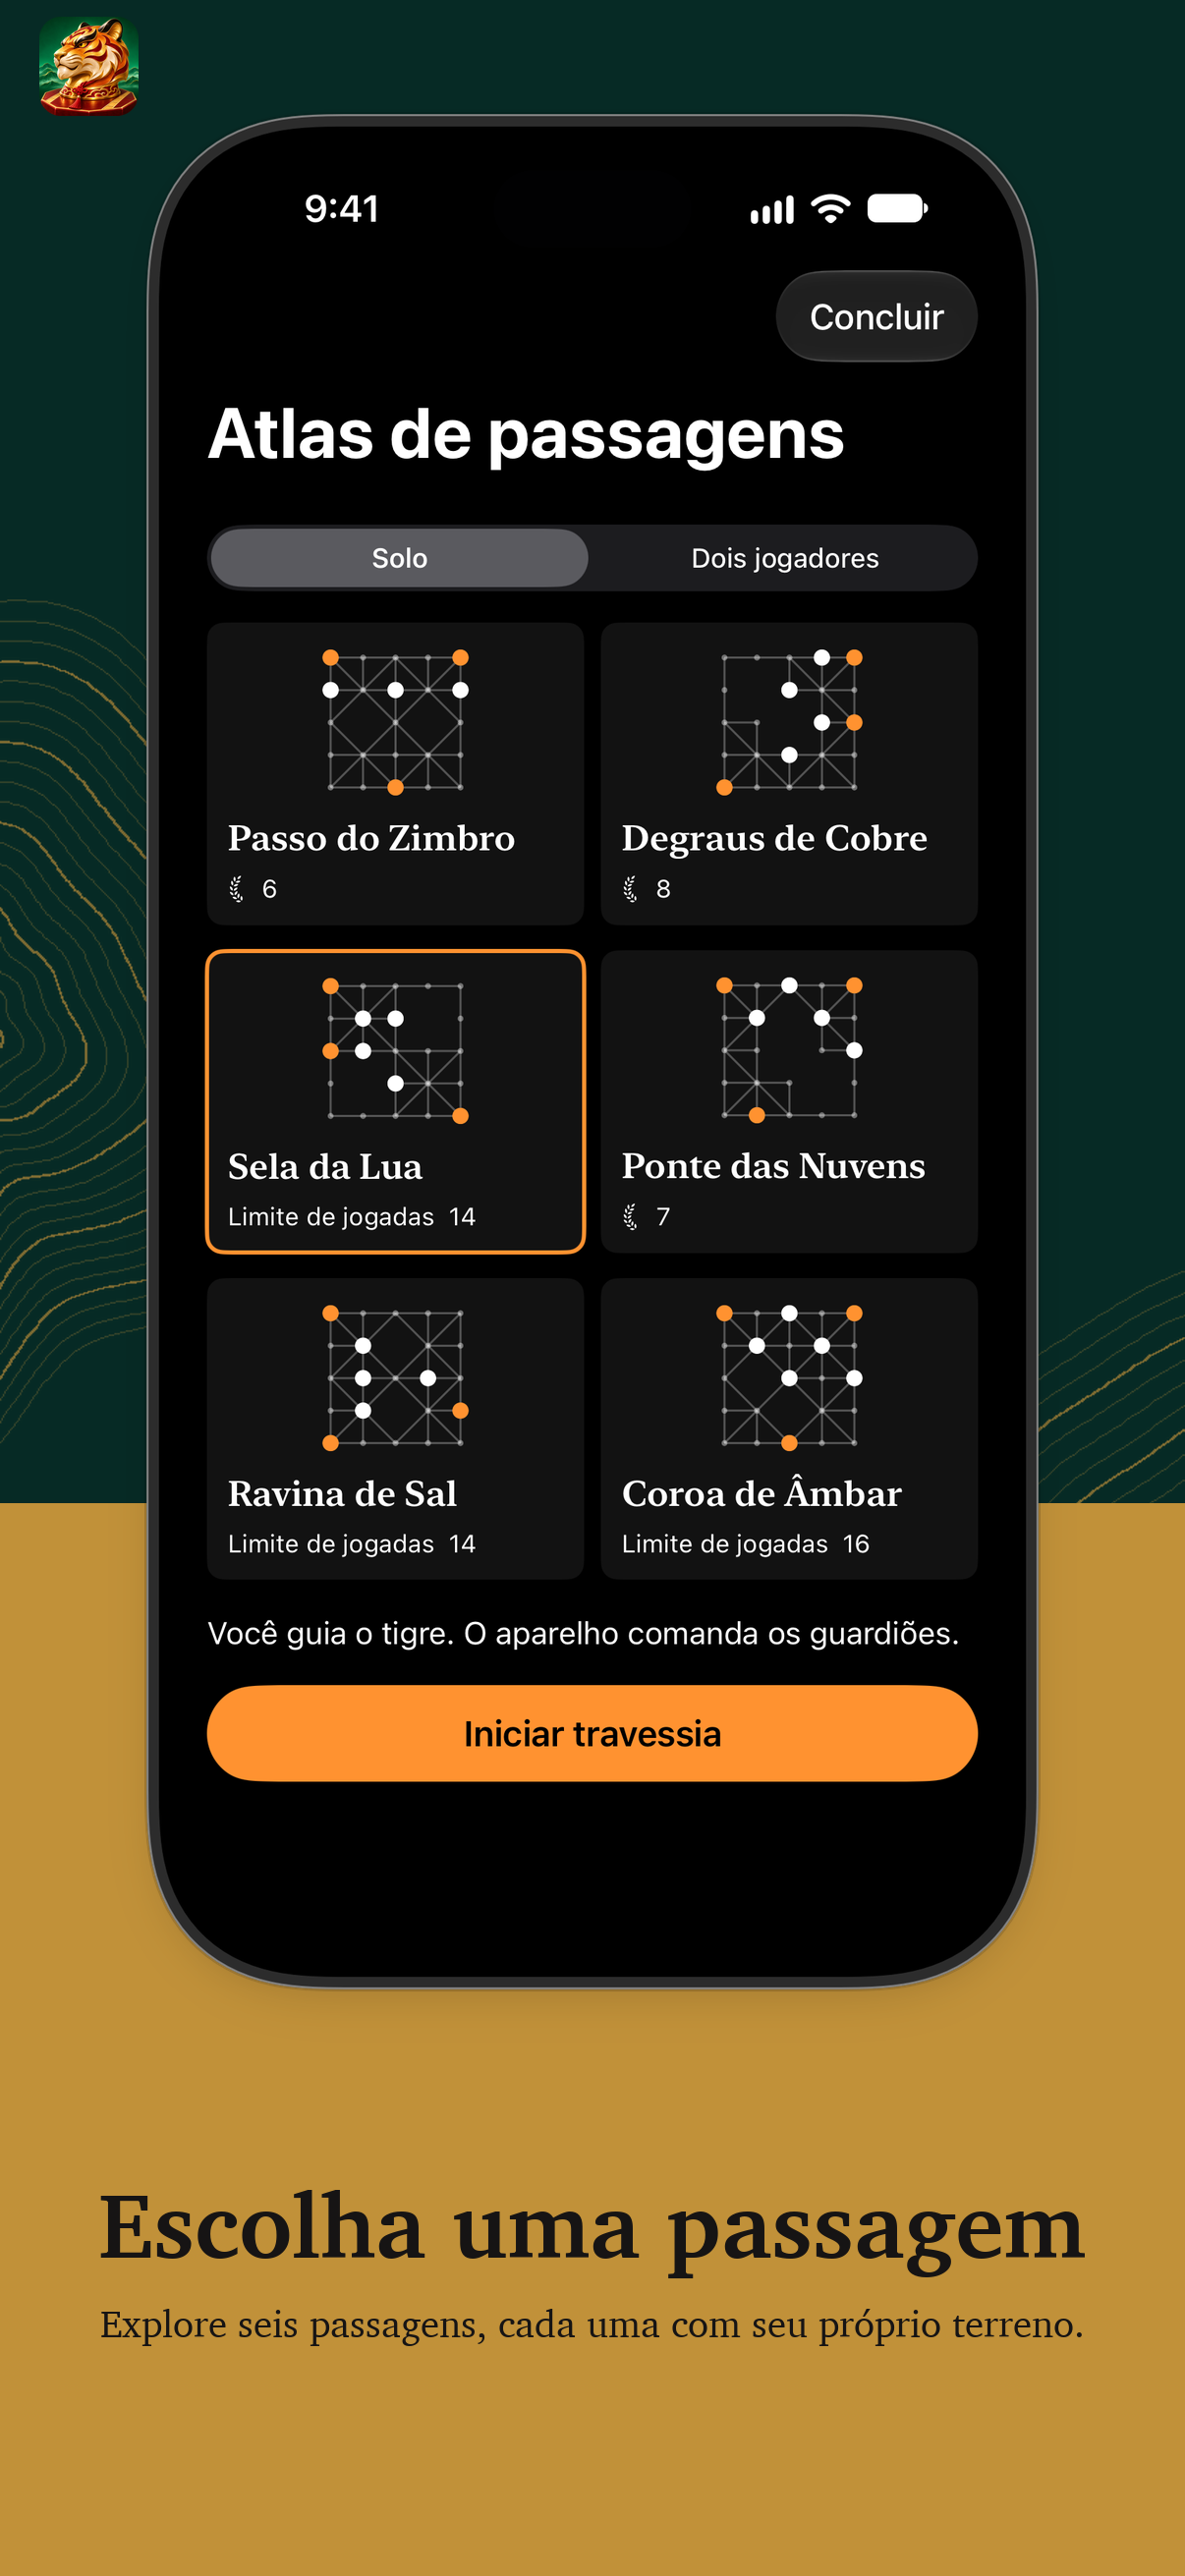 9:41
Concluir
Atlas de passagens
Solo
Dois jogadores
Passo do Zimbro
6
Degraus de Cobre
8
Sela da Lua
Limite de jogadas 14
Ponte das Nuvens
7
Ravina de Sal
Limite de jogadas 14
Coroa de Âmbar
Limite de jogadas 16
Você guia o tigre. O aparelho comanda os guardiões.
Iniciar travessia
Escolha uma passagem
Explore seis passagens, cada uma com seu próprio terreno.